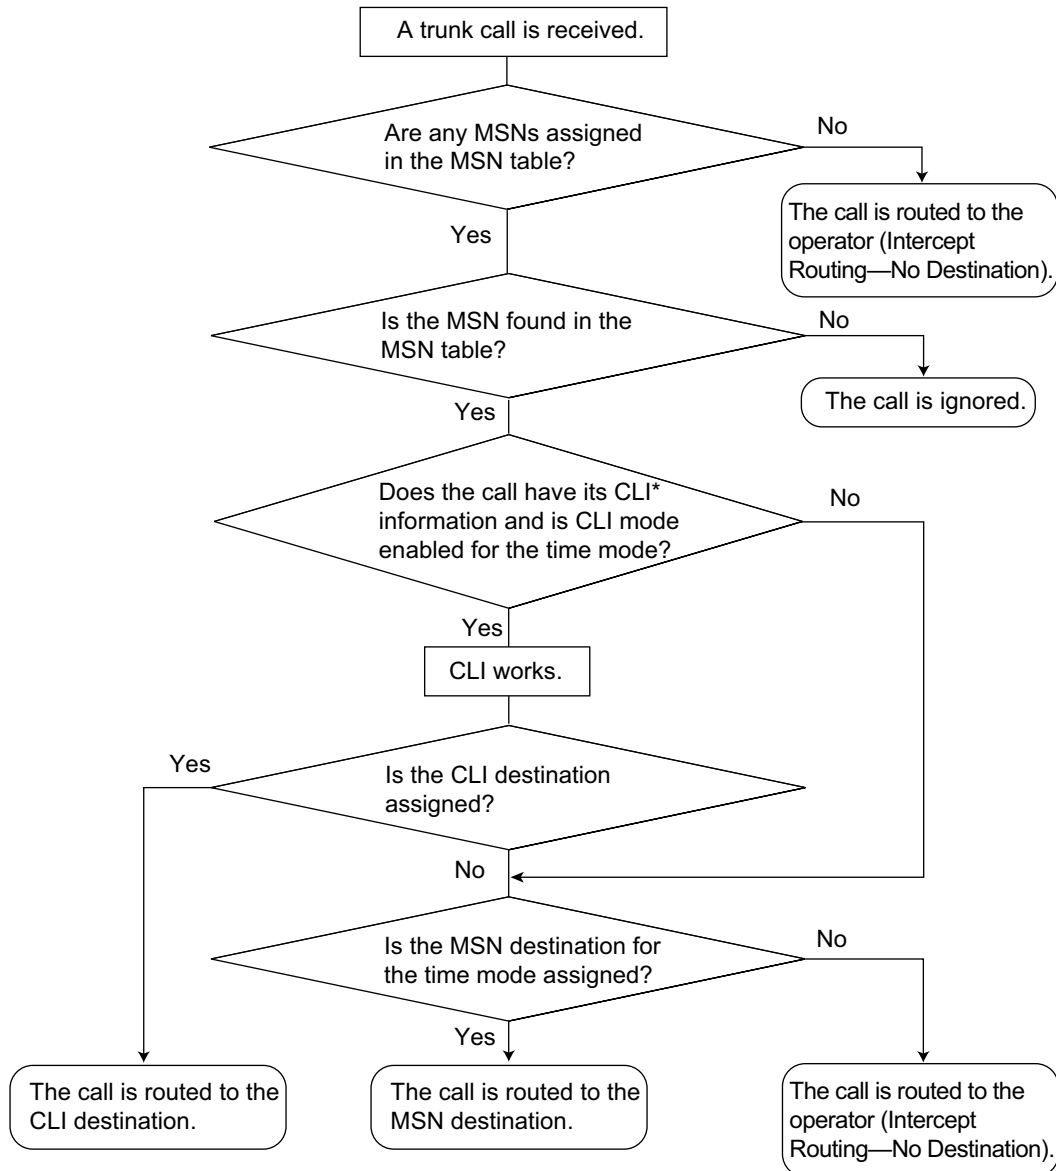 A trunk call is received.
Are any MSNs assigned
in the MSN table?
No
The call is routed to the
operator (Intercept
Routing—No Destination).
Yes
Is the MSN found in the
MSN table?
No
The call is ignored.
Yes
Does the call have its CLI*
information and is CLI mode
enabled for the time mode?
No
Yes
CLI works.
Yes
Is the CLI destination
assigned?
No
Is the MSN destination for
the time mode assigned?
No
Yes
The call is routed to the
CLI destination.
The call is routed to the
MSN destination.
The call is routed to the
operator (Intercept
Routing—No Destination).